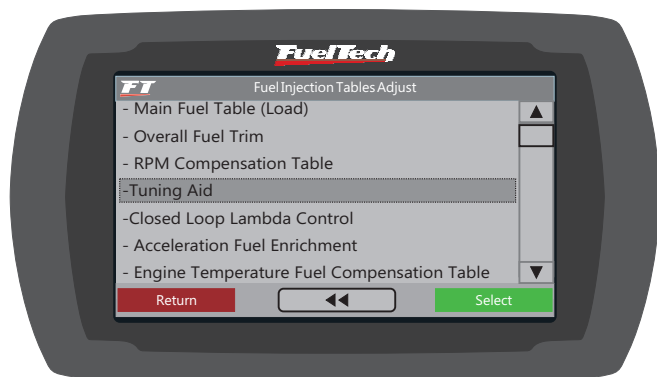 FuelTech
FT Fuel Injection Tables Adjust
- Main Fuel Table (Load)
- Overall Fuel Trim
- RPM Compensation Table
-Tuning Aid
-Closed Loop Lambda Control
- Acceleration Fuel Enrichment
- Engine Temperature Fuel Compensation Table
Return Select